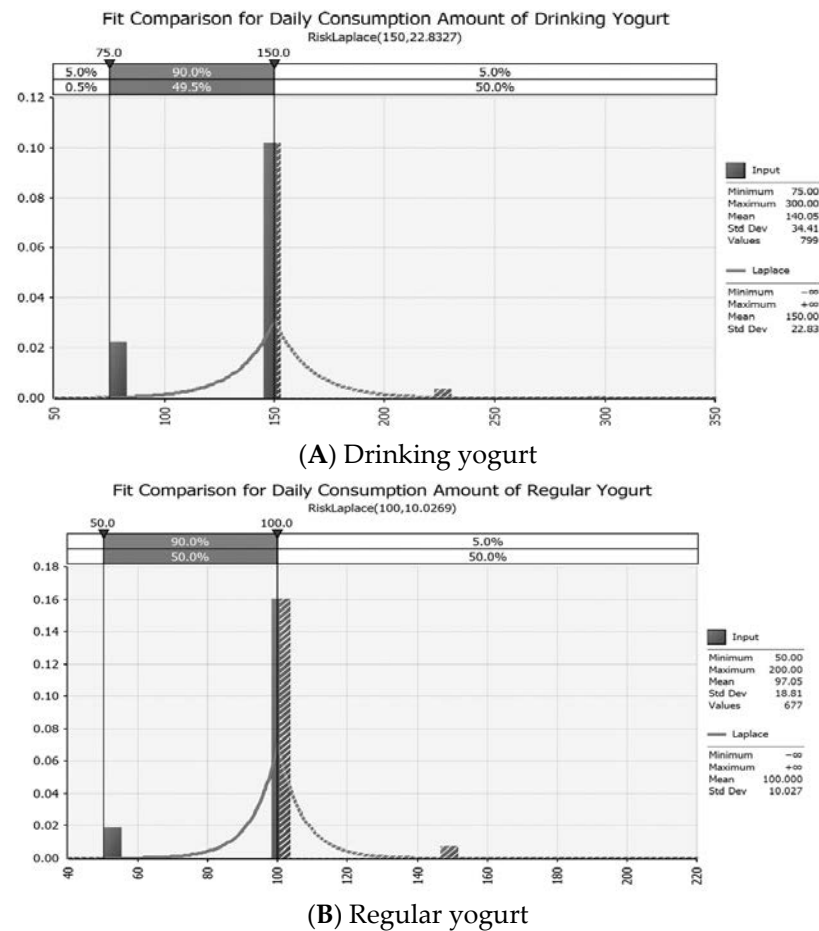 Fit Comparison for Daily Consumption Amount of Drinking Yogurt
RiskLaplace(150,22.8327)
75.0 150.0
5.0% 90.0% 5.0%
0.5% 49.5% 50.0%
0.12
0.10
0.08
0.06
0.04
0.02
0.00
50 100 150 200 250 300 350
Input
Minimum 75.00
Maximum 300.00
Mean 140.05
Std Dev 34.41
Values 799
Laplace
Minimum −∞
Maximum +∞
Mean 150.00
Std Dev 22.83
(A) Drinking yogurt
Fit Comparison for Daily Consumption Amount of Regular Yogurt
RiskLaplace(100,10.0269)
50.0 100.0
90.0% 5.0%
50.0% 50.0%
0.18
0.16
0.14
0.12
0.10
0.08
0.06
0.04
0.02
0.00
40 60 80 100 120 140 160 180 200 220
Input
Minimum 50.00
Maximum 200.00
Mean 97.05
Std Dev 18.81
Values 677
Laplace
Minimum −∞
Maximum +∞
Mean 100.000
Std Dev 10.027
(B) Regular yogurt